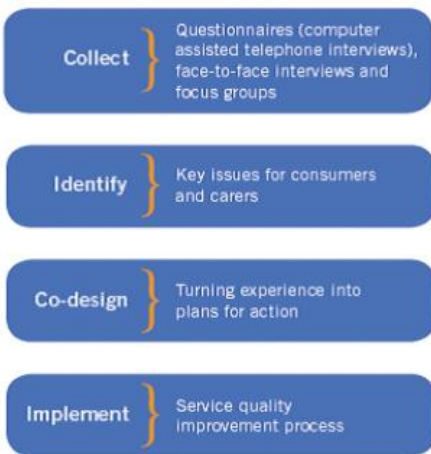 Collect
Questionnaires (computer
assisted telephone interviews),
face-to-face interviews and
focus groups
Identify
Key issues for consumers
and carers
Co-design
Turning experience into
plans for action
Implement
Service quality
improvement process